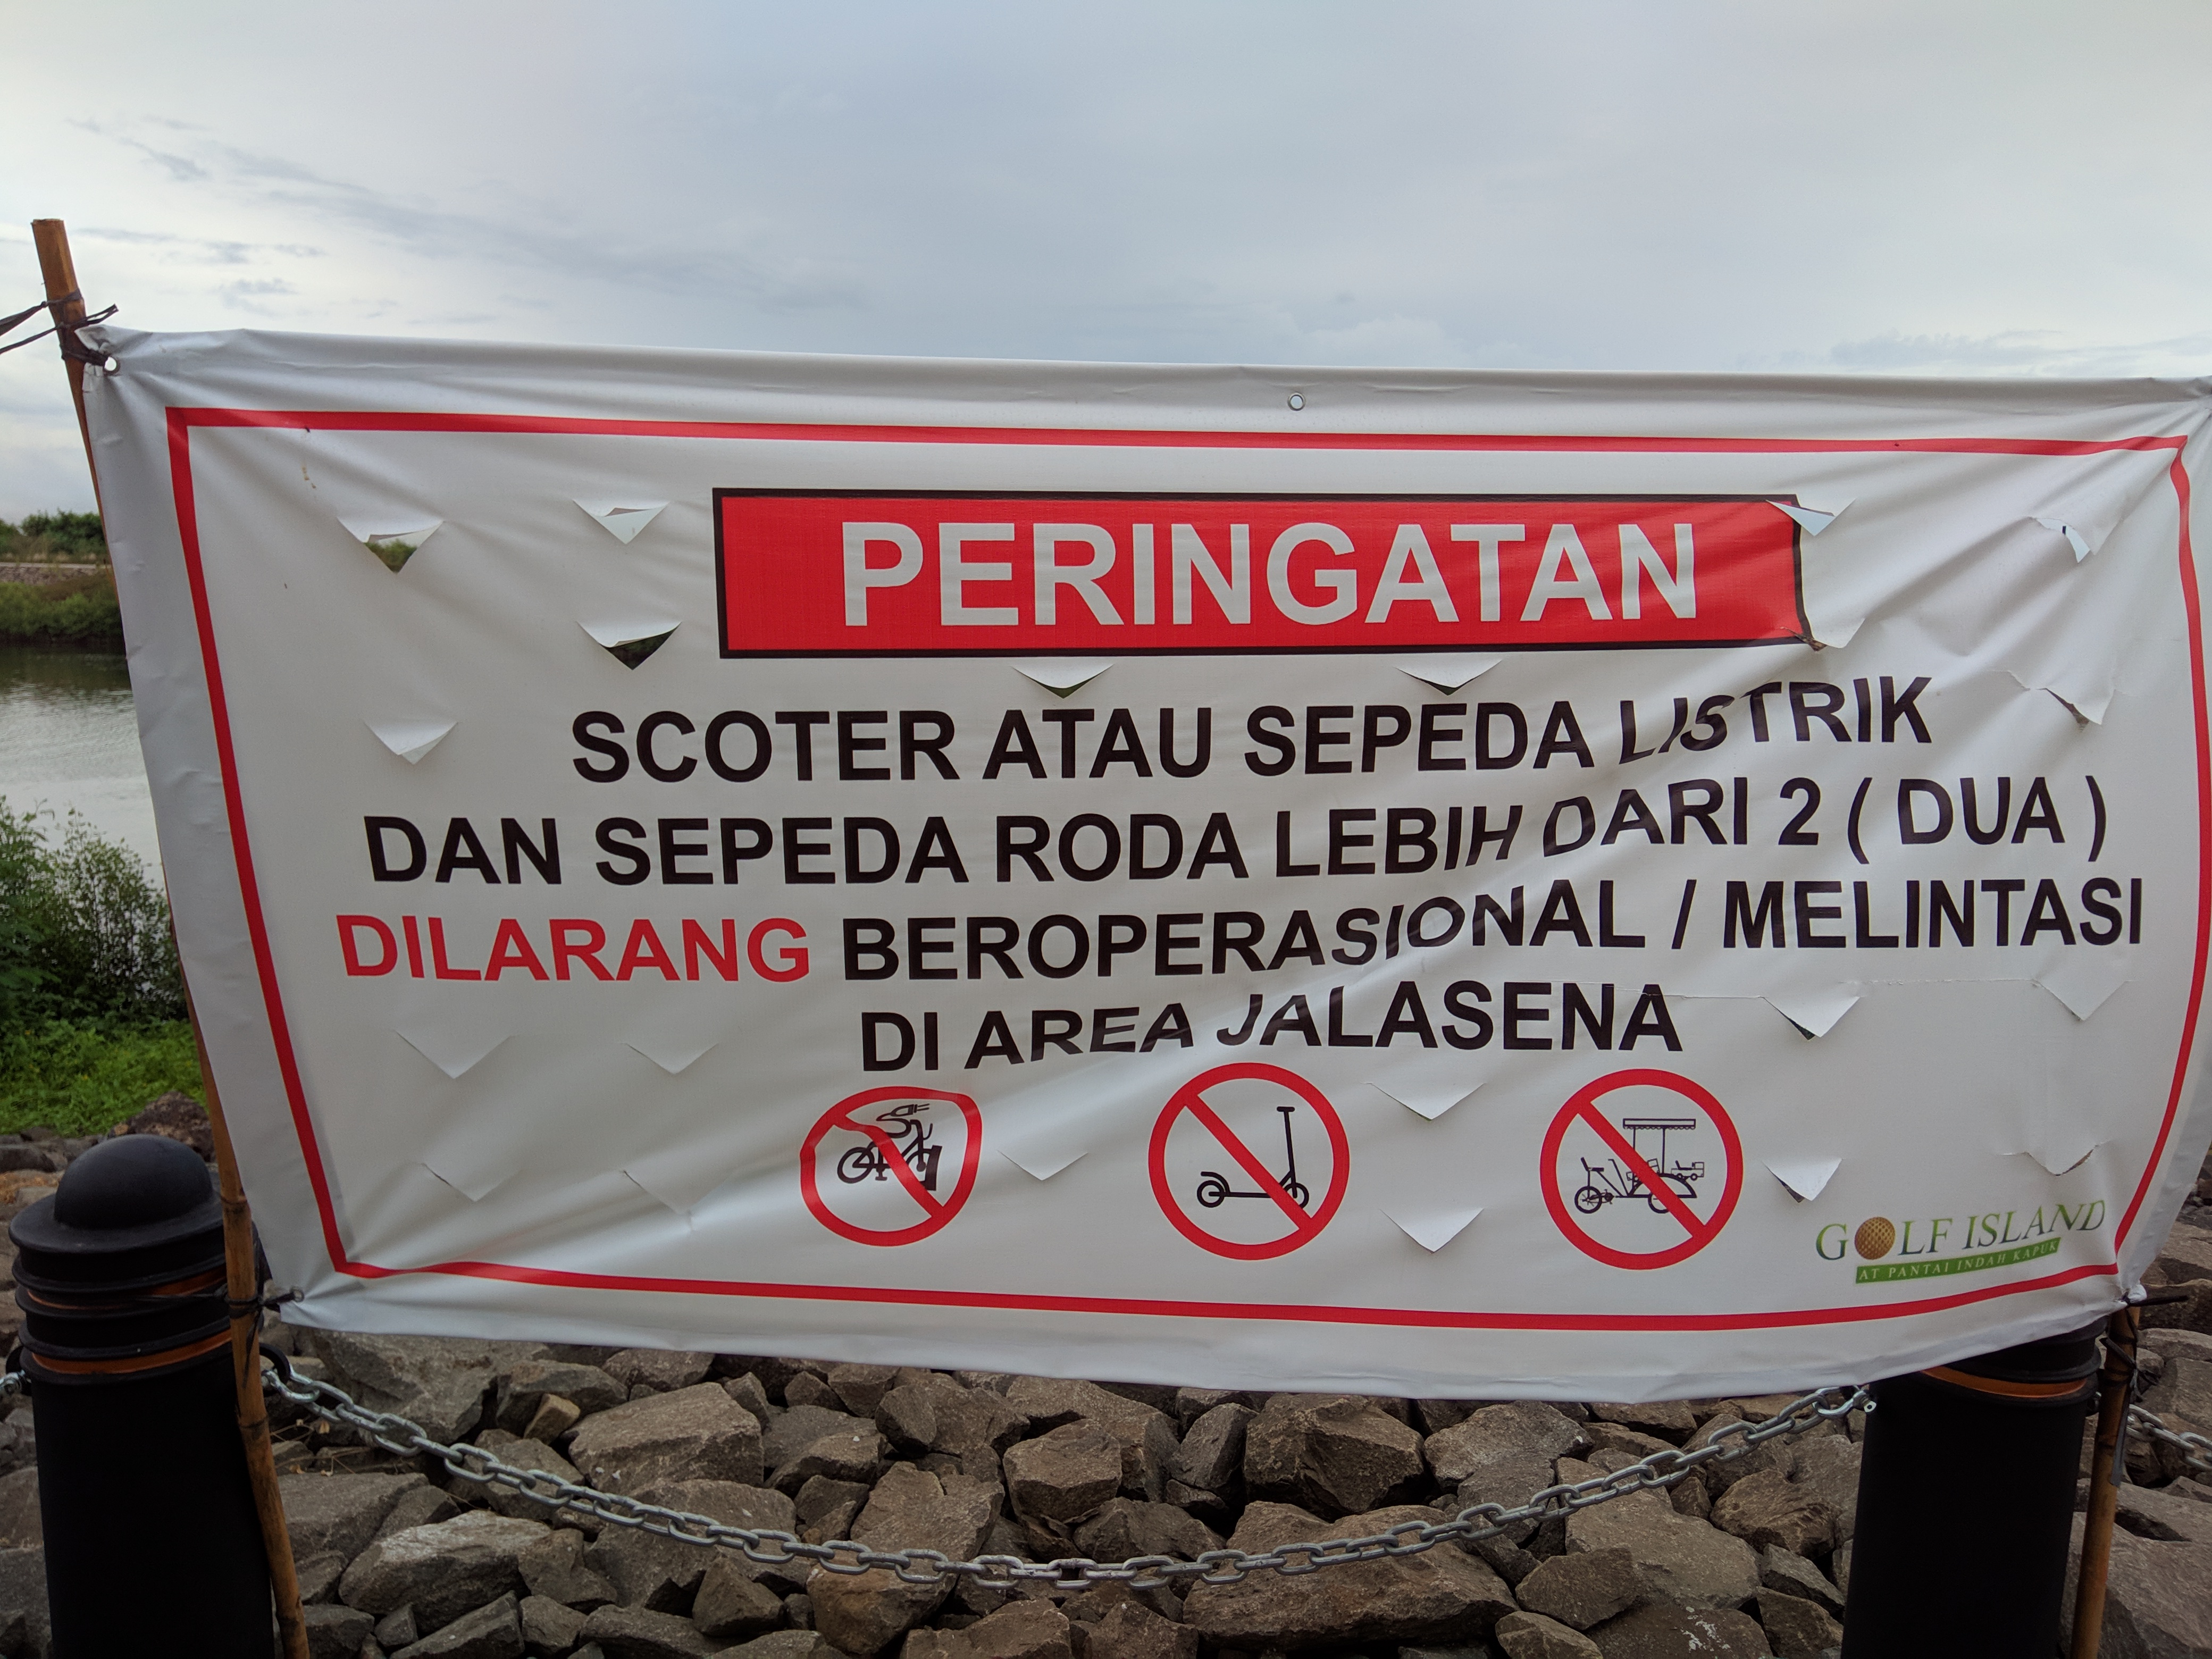 PERINGATAN
SCOTER ATAU SEPEDA LISTRIK
DAN SEPEDA RODA LEBIH DARI 2 ( DUA )
DILARANG BEROPERASIONAL / MELINTASI
DI AREA JALASENA
GOLF ISLAND
AT PANTAI INDAH KAPUK